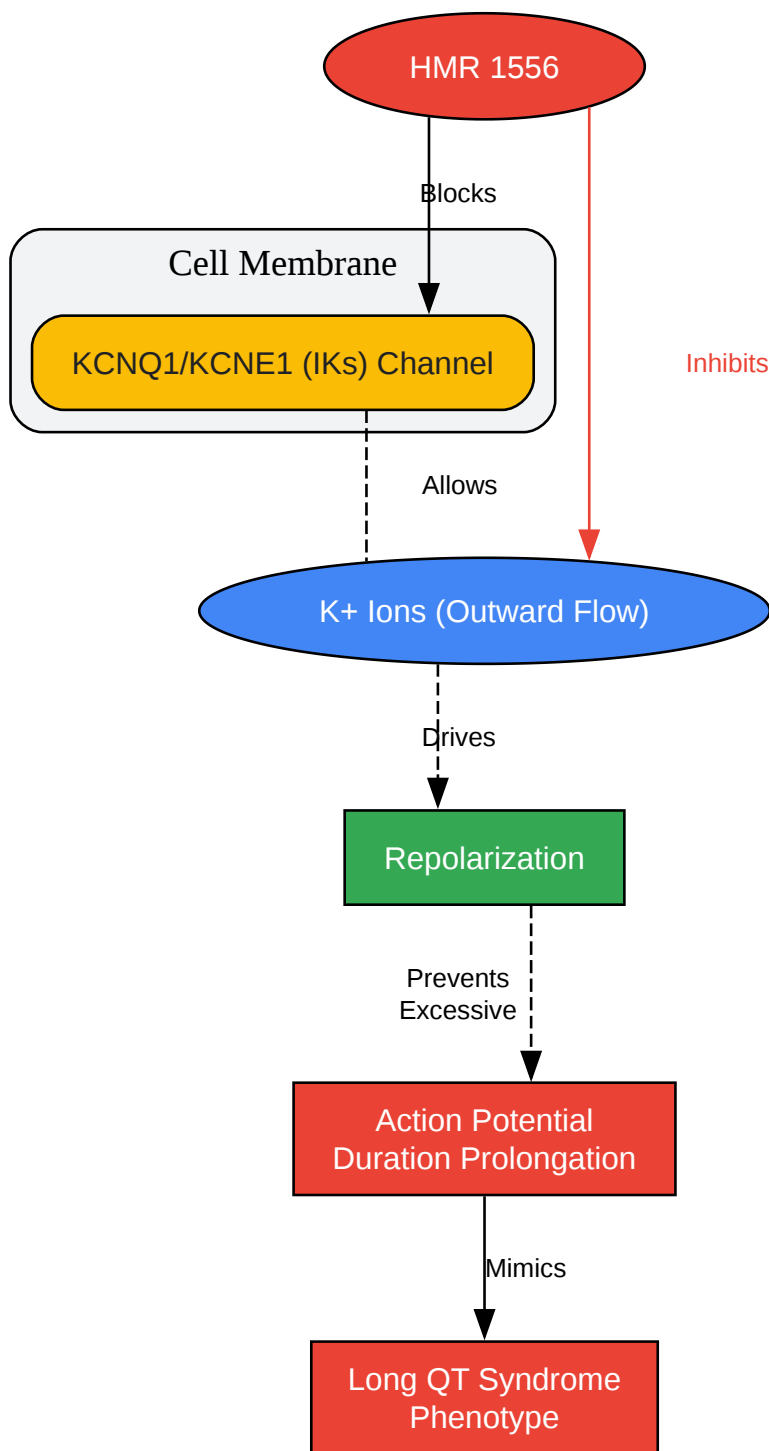 HMR 1556
Blocks
Cell Membrane
KCNQ1/KCNE1 (IKs) Channel
Inhibits
Allows
K+ Ions (Outward Flow)
Drives
Repolarization
Prevents
Excessive
Action Potential
Duration Prolongation
Mimics
Long QT Syndrome
Phenotype